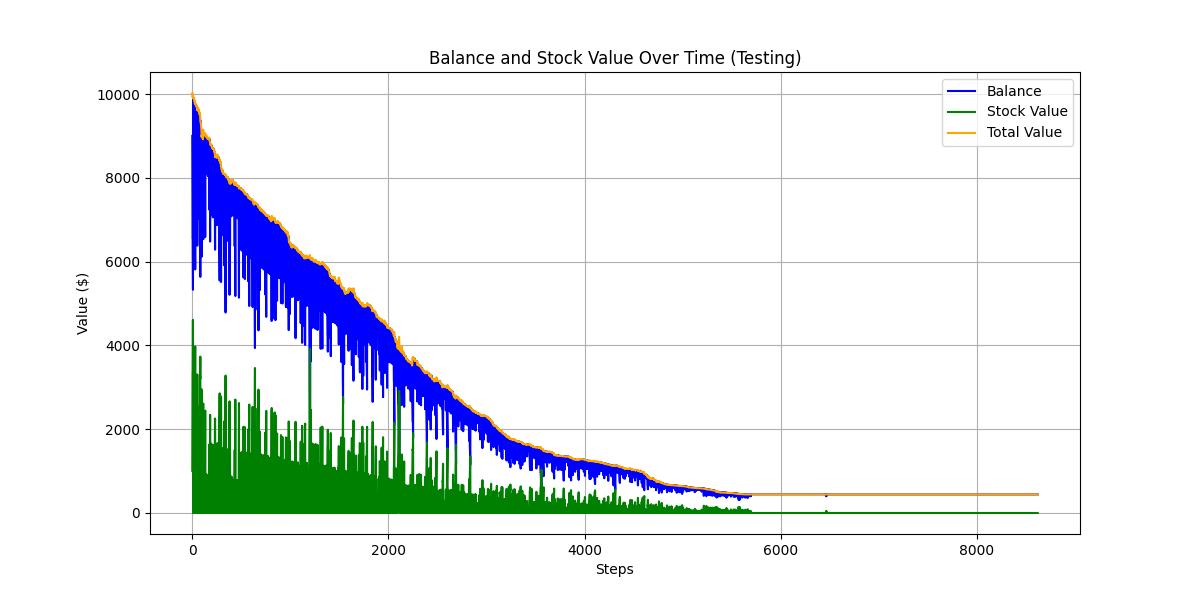 Balance and Stock Value Over Time (Testing)
Balance
Stock Value
Total Value
10000
8000
6000
4000
2000
0
Value ($)
0 2000 4000 6000 8000
Steps